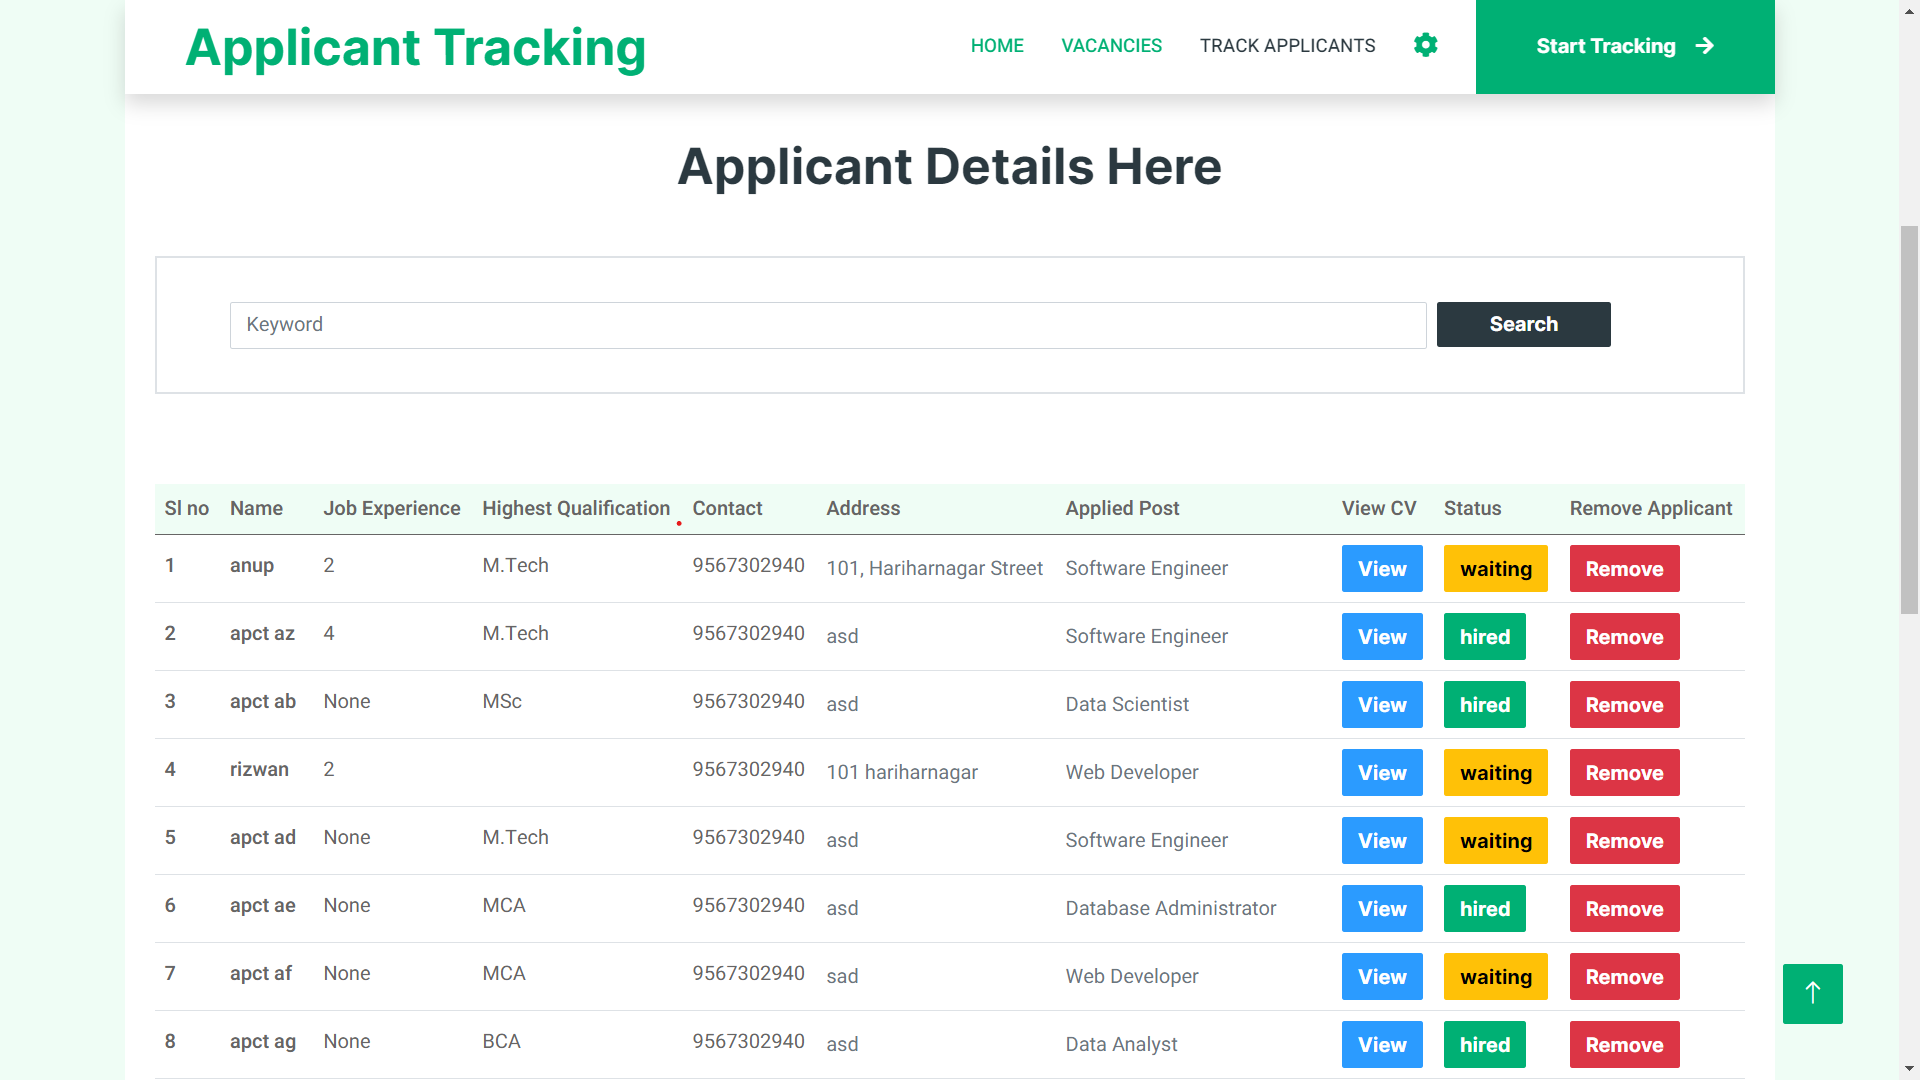 Applicant Tracking HOME VACANCIES TRACK APPLICANTS Start Tracking
Applicant Details Here
Keyword Search
Sl no Name Job Experience Highest Qualification Contact Address Applied Post View CV Status Remove Applicant
1 anup 2 M.Tech 9567302940 101, Hariharnagar Street Software Engineer View waiting Remove
2 apct az 4 M.Tech 9567302940 asd Software Engineer View hired Remove
3 apct ab None MSc 9567302940 asd Data Scientist View hired Remove
4 rizwan 2 9567302940 101 hariharnagar Web Developer View waiting Remove
5 apct ad None M.Tech 9567302940 asd Software Engineer View waiting Remove
6 apct ae None MCA 9567302940 asd Database Administrator View hired Remove
7 apct af None MCA 9567302940 sad Web Developer View waiting Remove
8 apct ag None BCA 9567302940 asd Data Analyst View hired Remove